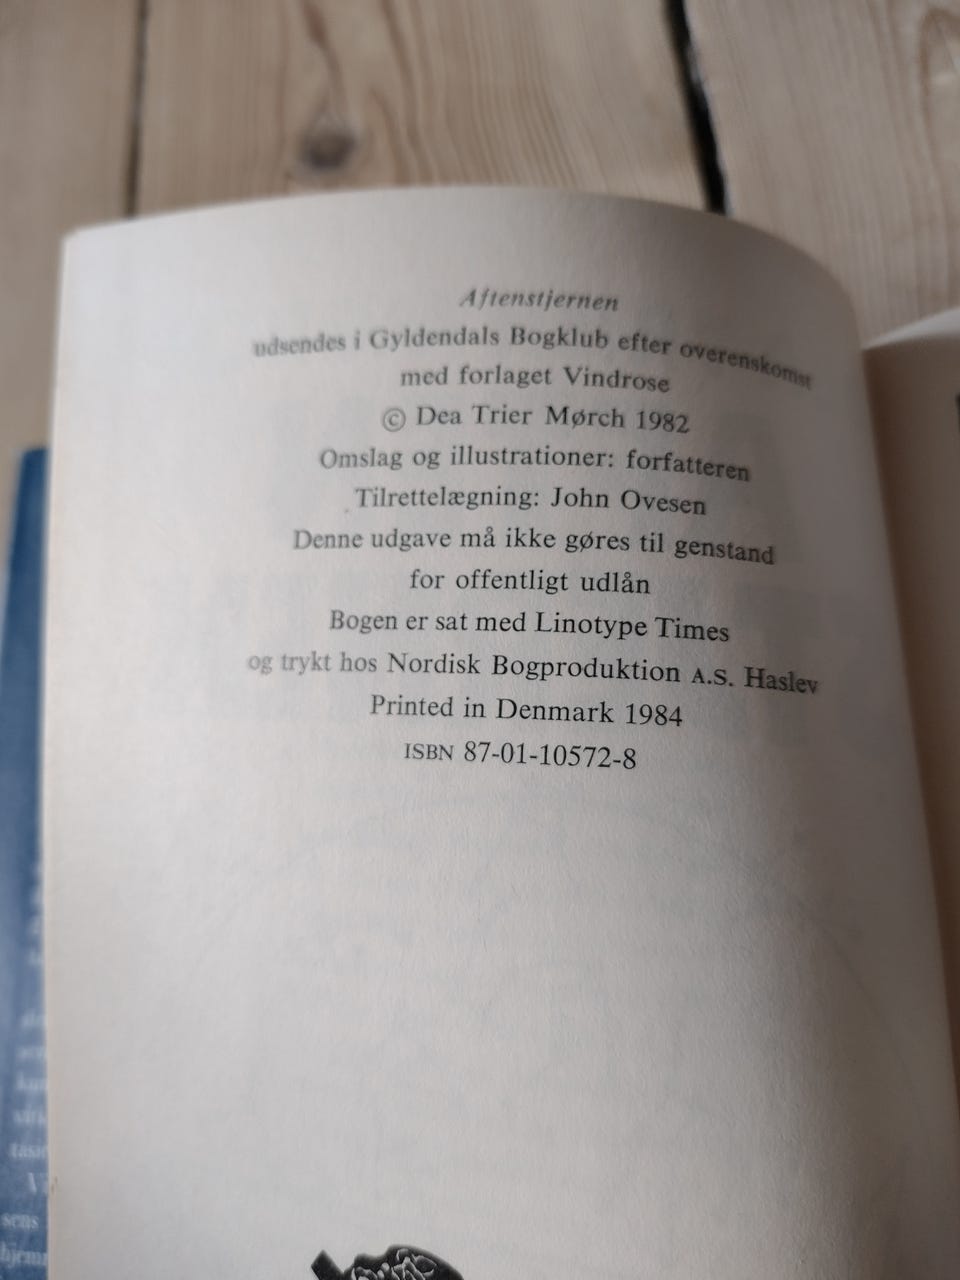 Aftenstjernen
udsendes i Gyldendals Bogklub efter overenskomst
med forlaget Vindrose
© Dea Trier Mørch 1982
Omslag og illustrationer: forfatteren
Tilrettelægning: John Ovesen
Denne udgave må ikke gøres til genstand
for offentligt udlån
Bogen er sat med Linotype Times
og trykt hos Nordisk Bogproduktion A.S. Haslev
Printed in Denmark 1984
ISBN 87-01-10572-8